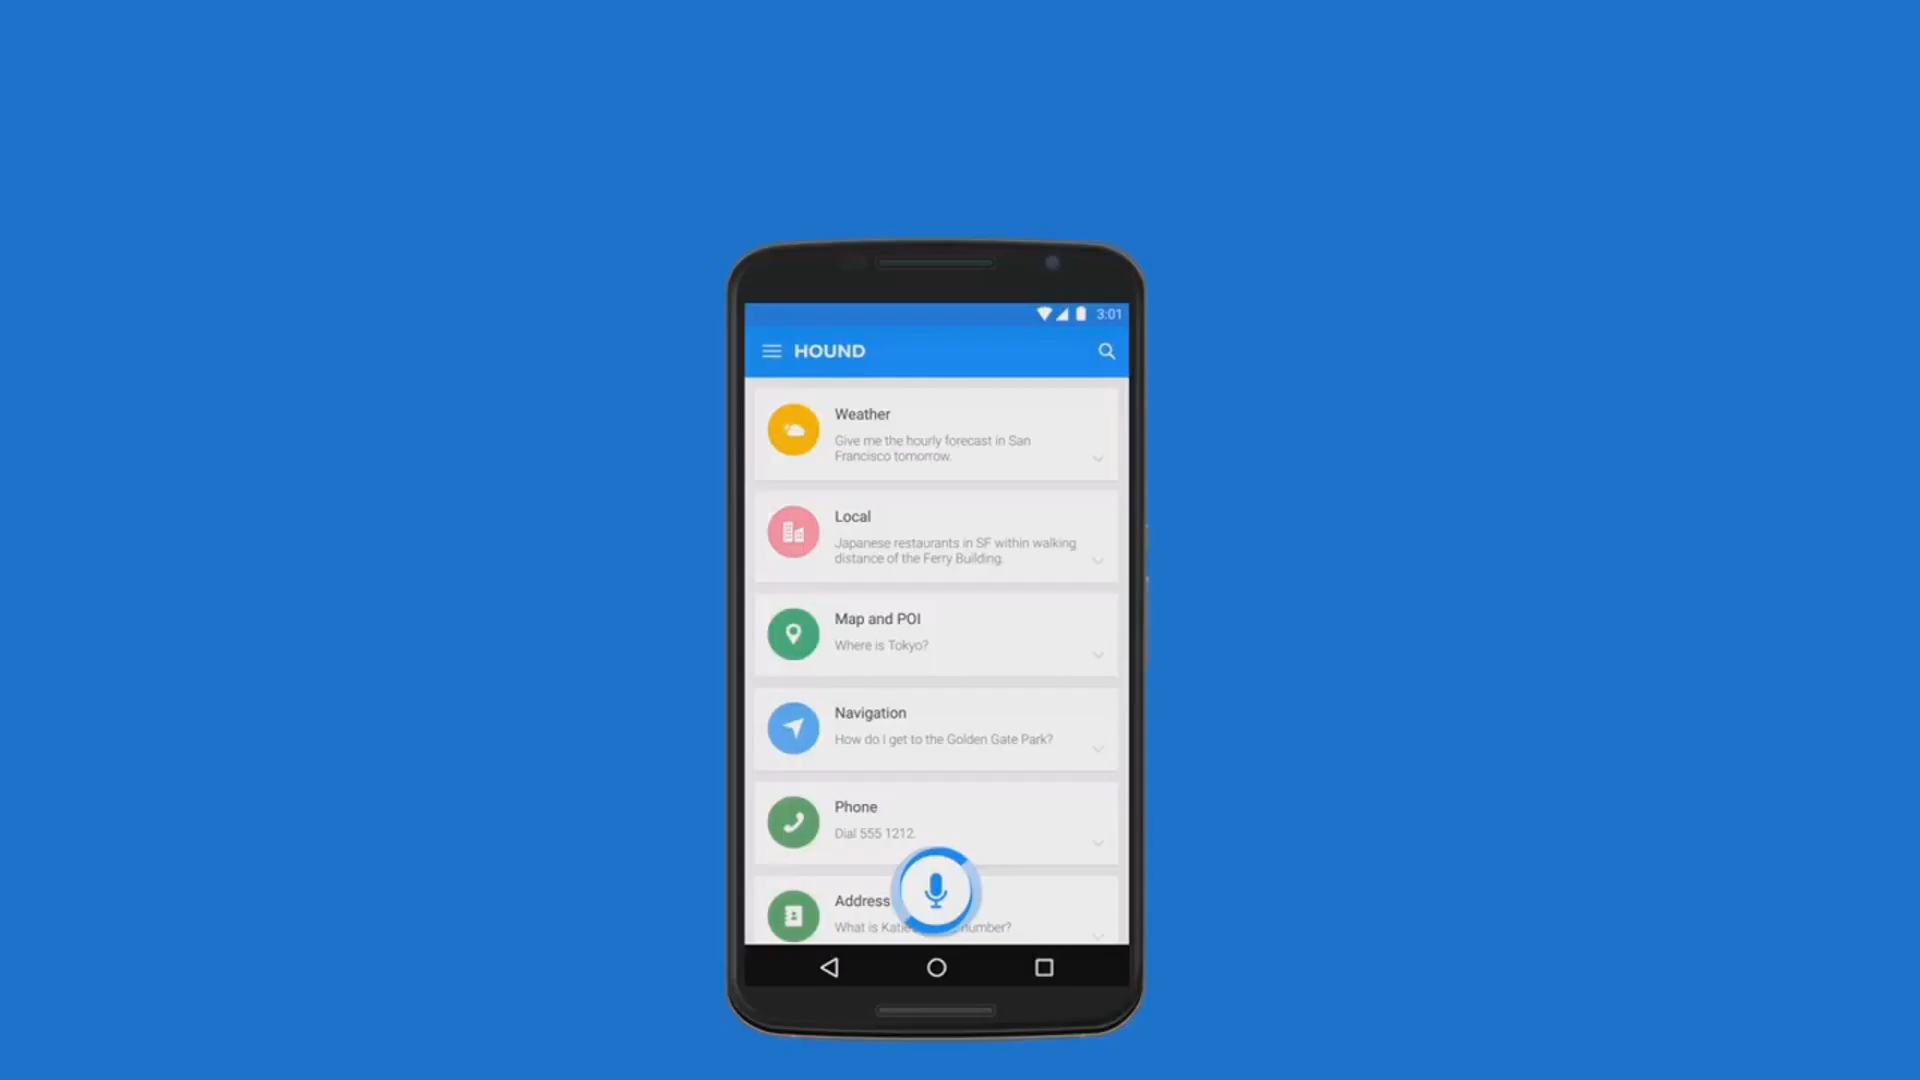 3:01
HOUND
Weather
Give me the hourly forecast in San
Francisco tomorrow.
Local
Japanese restaurants in SF within walking
distance of the Ferry Building.
Map and POI
Where is Tokyo?
Navigation
How do I get to the Golden Gate Park?
Phone
Dial 555 1212.
Address
What is Katie number?